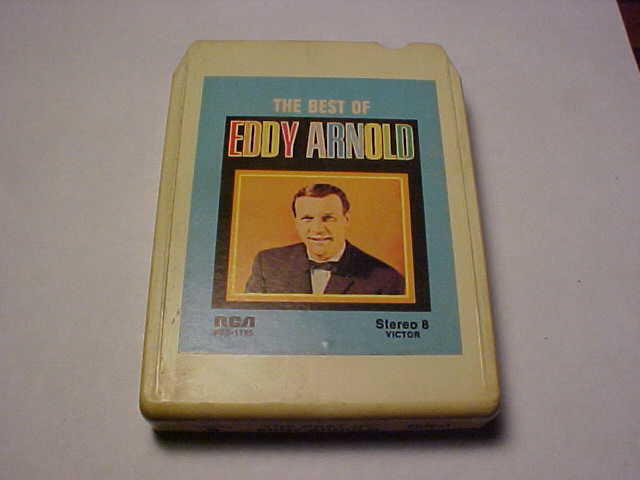 THE BEST OF
EDDY ARNOLD
RCA
Stereo 8
VICTOR